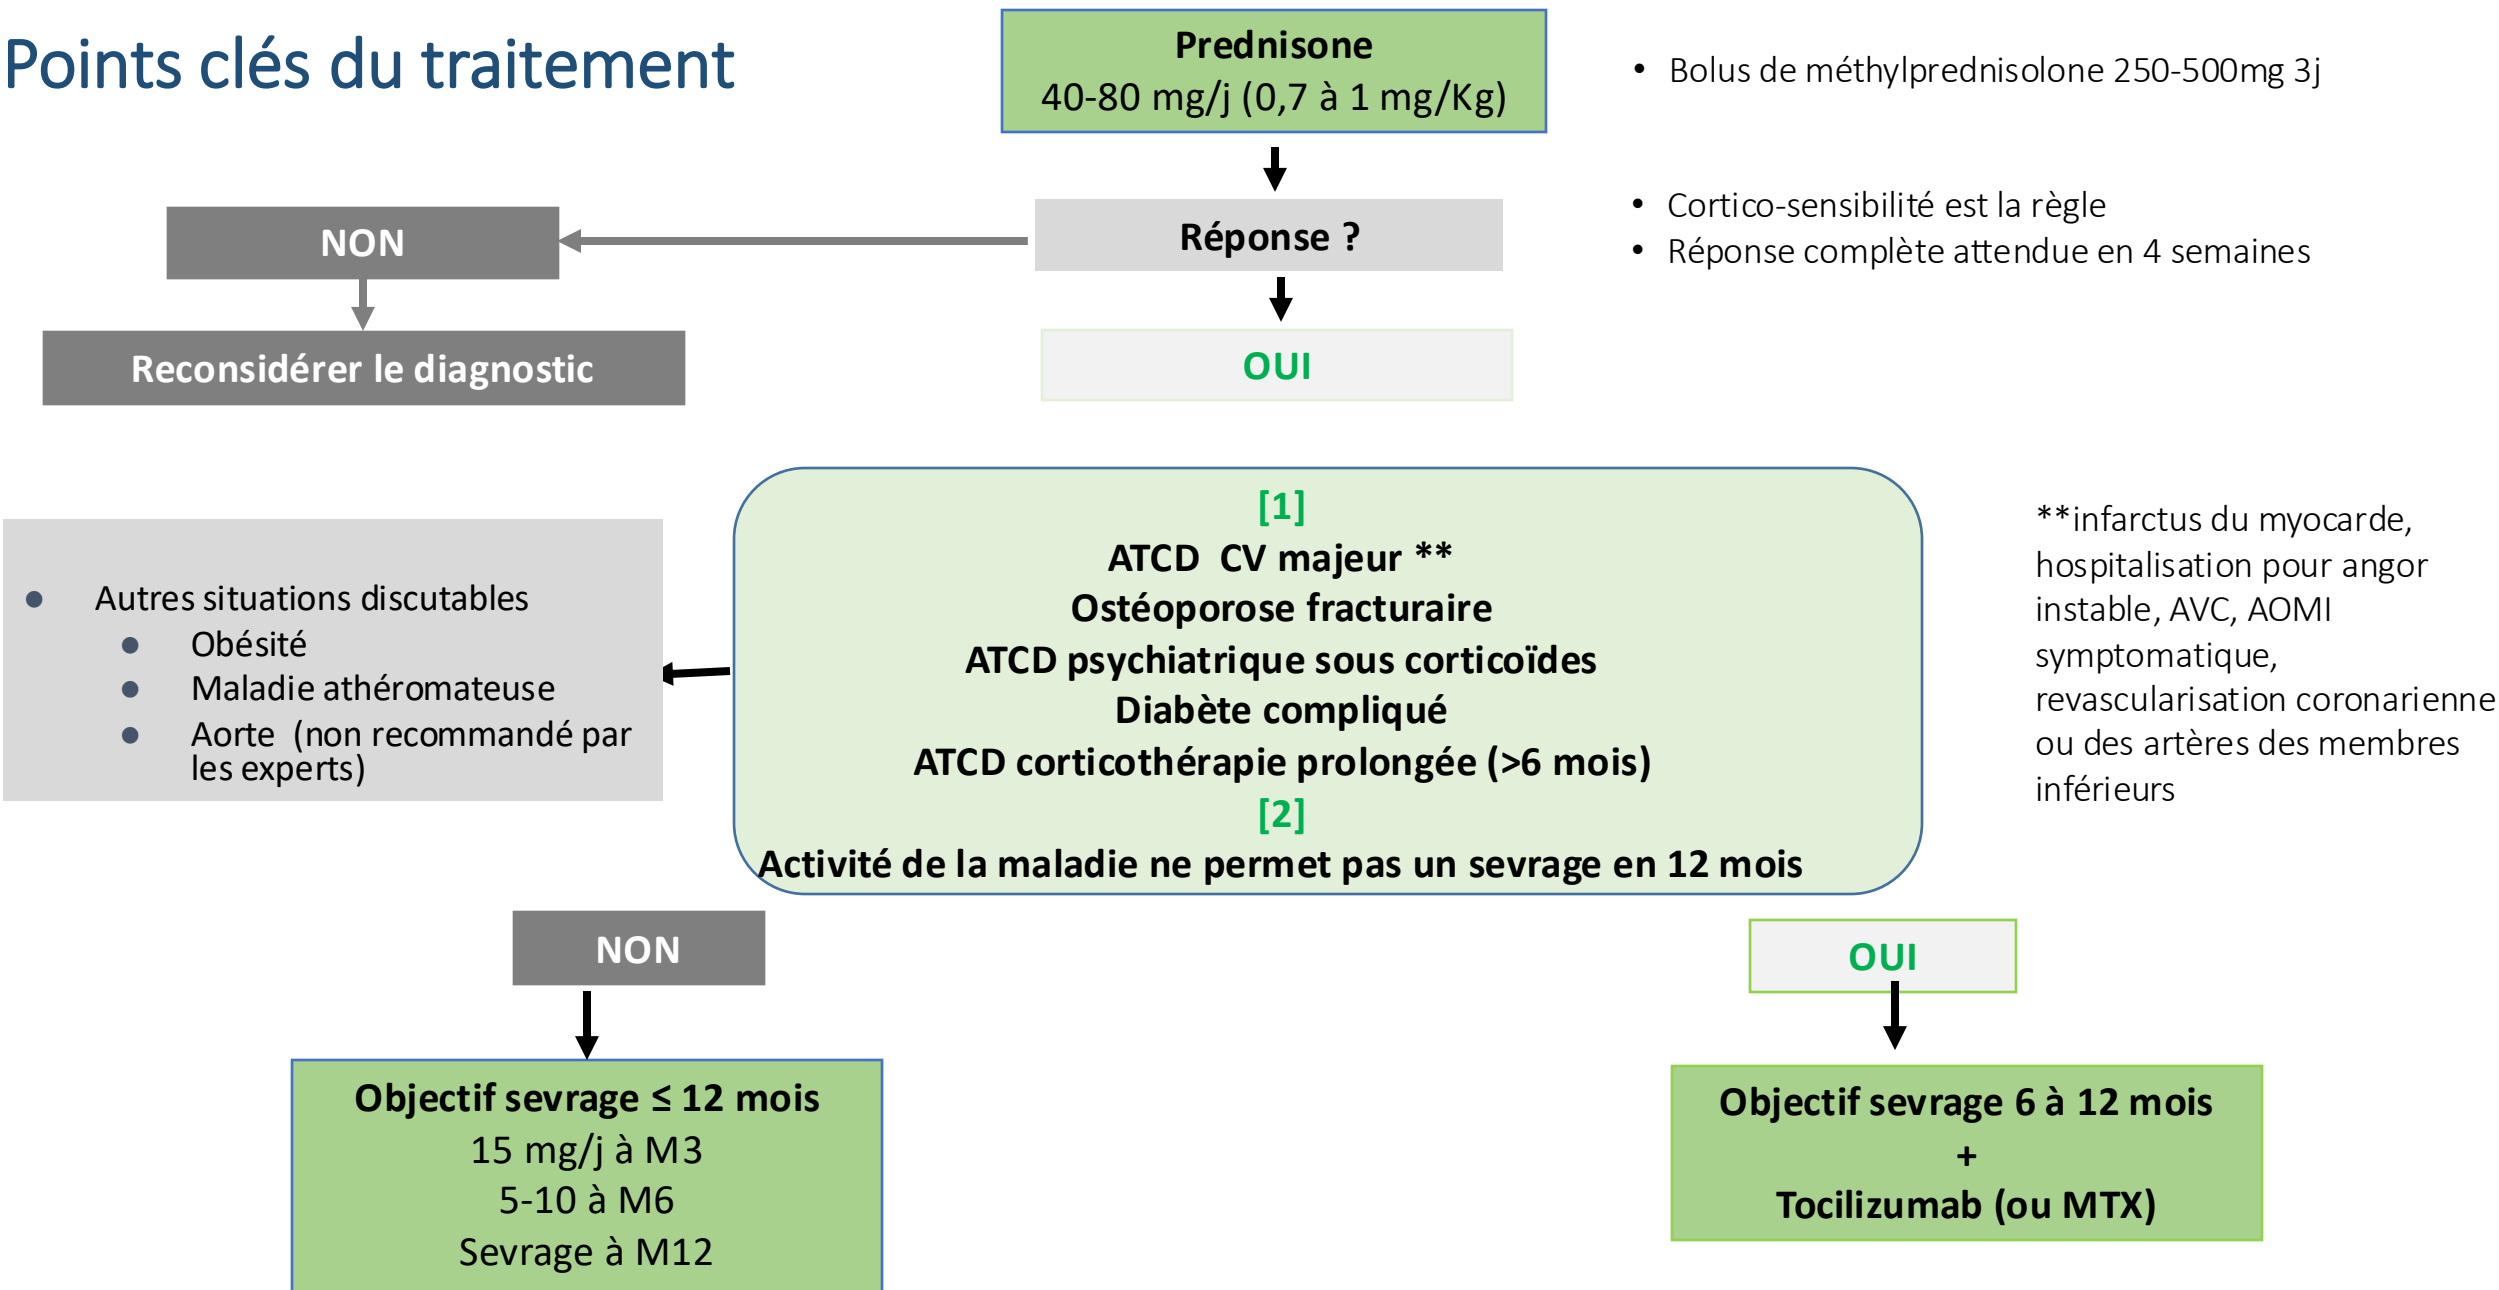 Points clés du traitement
Prednisone
40-80 mg/j (0,7 à 1 mg/Kg)
• Bolus de méthylprednisolone 250-500mg 3j
NON
Réponse ?
• Cortico-sensibilité est la règle
• Réponse complète attendue en 4 semaines
Reconsidérer le diagnostic
OUI
● Autres situations discutables
● Obésité
● Maladie athéromateuse
● Aorte (non recommandé par
les experts)
[1]
ATCD CV majeur **
Ostéoporose fracturaire
ATCD psychiatrique sous corticoïdes
Diabète compliqué
ATCD corticothérapie prolongée (>6 mois)
[2]
Activité de la maladie ne permet pas un sevrage en 12 mois
**infarctus du myocarde,
hospitalisation pour angor
instable, AVC, AOMI
symptomatique,
revascularisation coronarienne
ou des artères des membres
inférieurs
NON
OUI
Objectif sevrage ≤ 12 mois
15 mg/j à M3
5-10 à M6
Sevrage à M12
Objectif sevrage 6 à 12 mois
+
Tocilizumab (ou MTX)